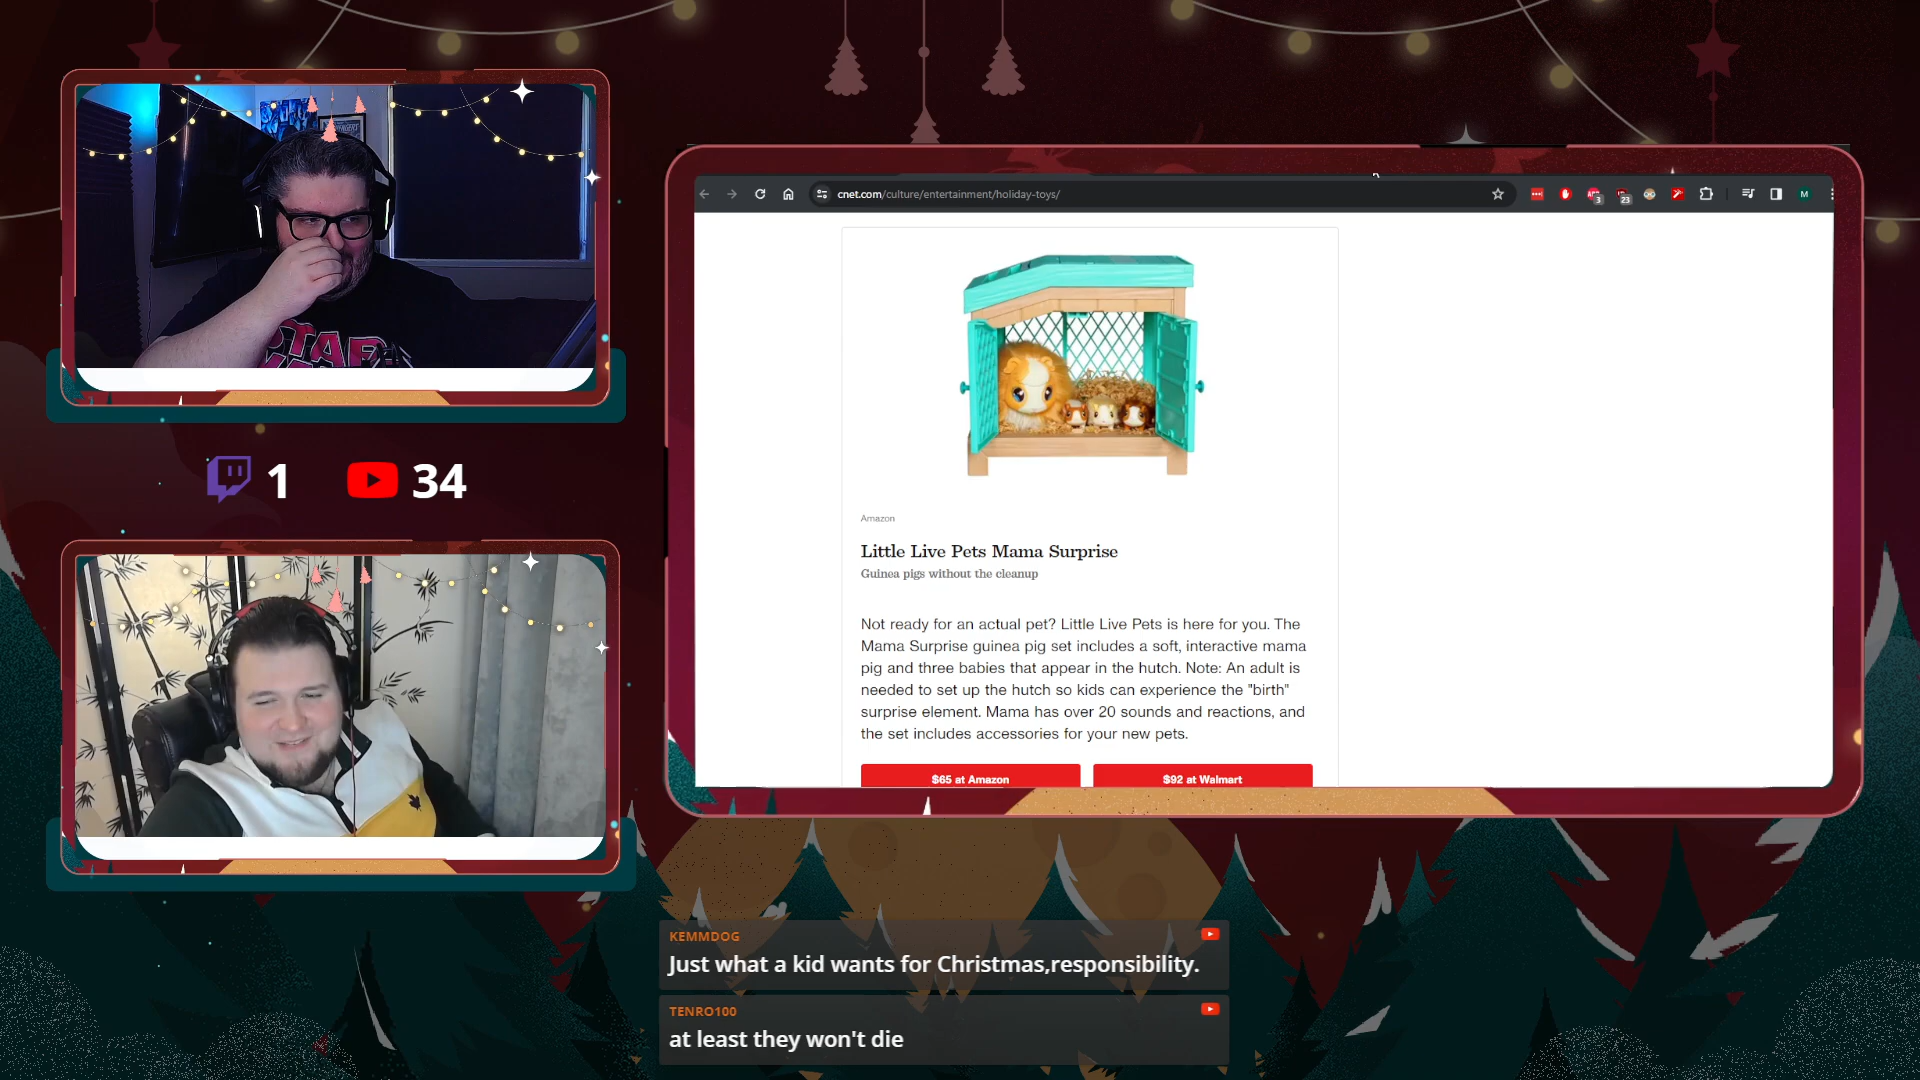 cnet.com/culture/entertainment/holiday-toys/
3
23
M
STAR
1
34
Amazon
Little Live Pets Mama Surprise
Guinea pigs without the cleanup
Not ready for an actual pet? Little Live Pets is here for you. The
Mama Surprise guinea pig set includes a soft, interactive mama
pig and three babies that appear in the hutch. Note: An adult is
needed to set up the hutch so kids can experience the "birth"
surprise element. Mama has over 20 sounds and reactions, and
the set includes accessories for your new pets.
$65 at Amazon
$92 at Walmart
KEMMDOG
Just what a kid wants for Christmas,responsibility.
TENRO100
at least they won't die